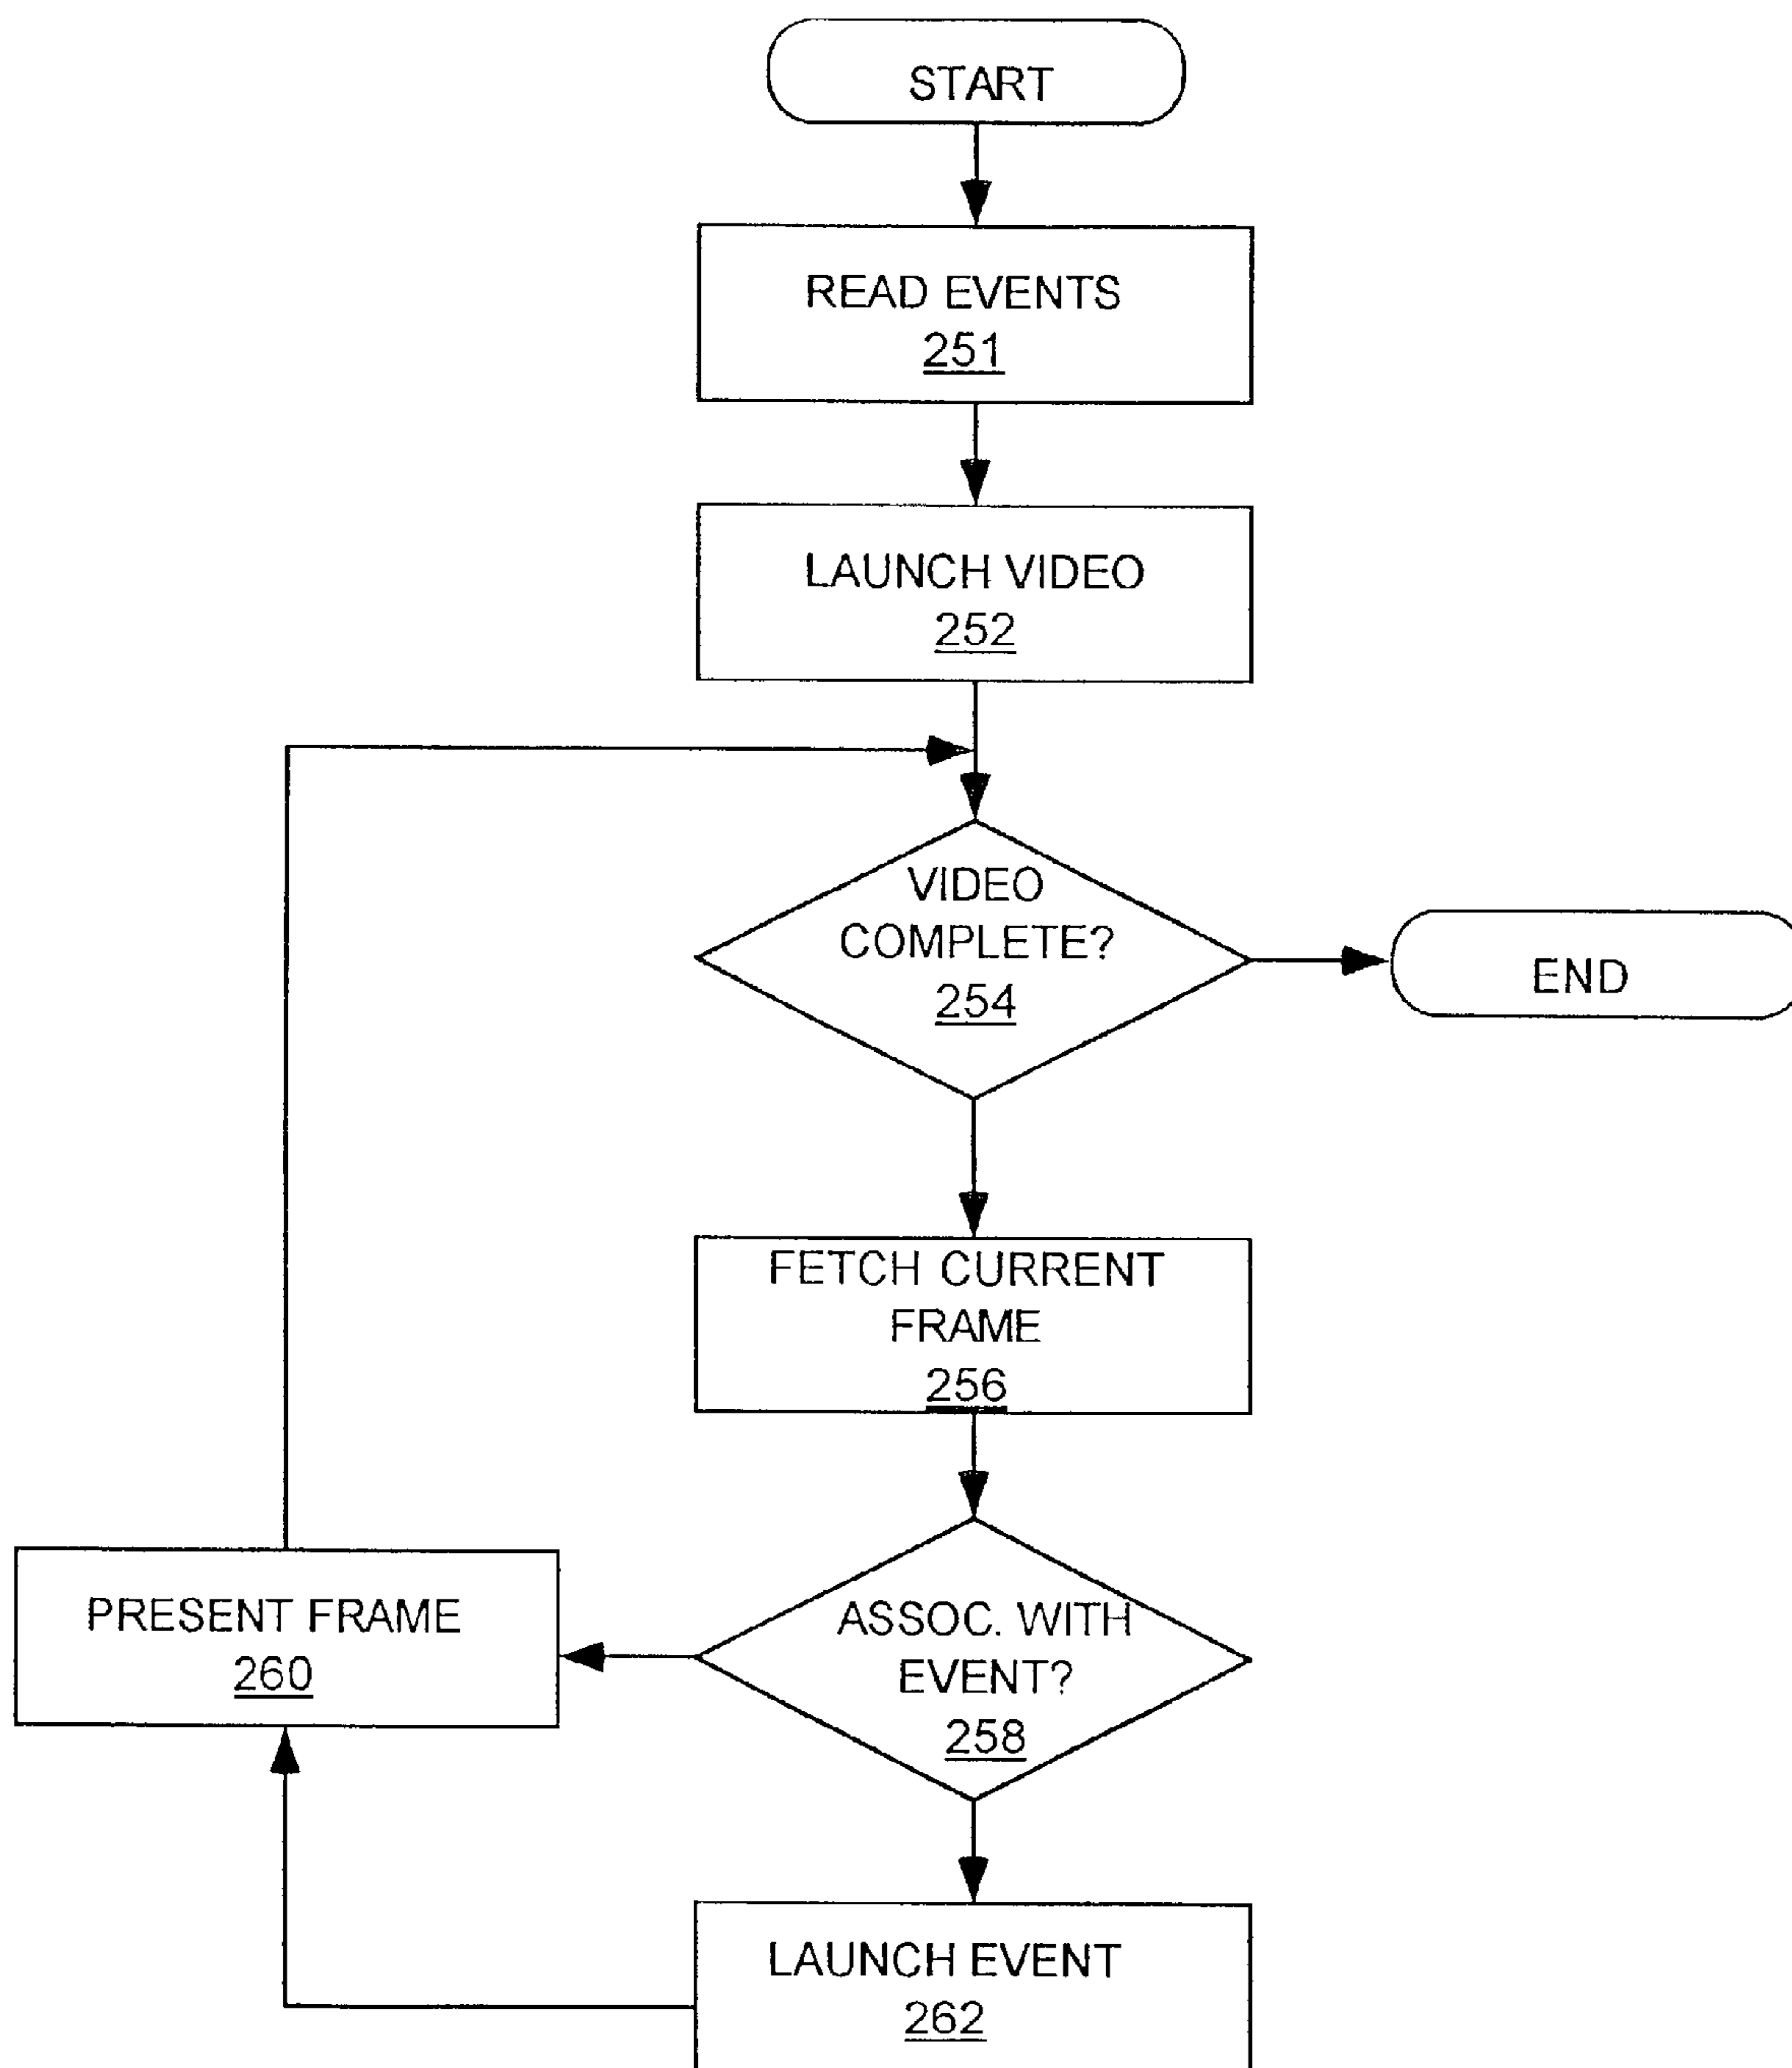 START
READ EVENTS
251
LAUNCH VIDEO
252
VIDEO
COMPLETE?
254
END
FETCH CURRENT
FRAME
256
PRESENT FRAME
260
ASSOC. WITH
EVENT?
258
LAUNCH EVENT
262